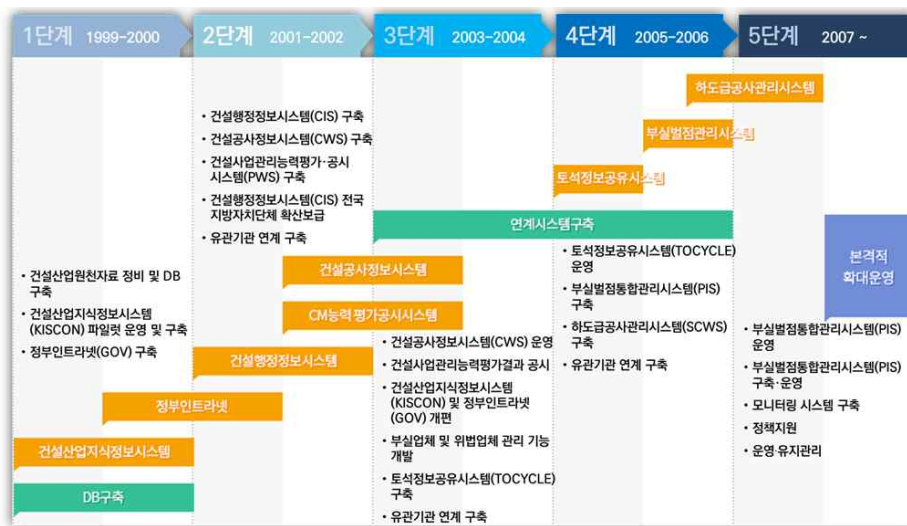 1단계 1999-2000
2단계 2001-2002
3단계 2003-2004
4단계 2005-2006
5단계 2007 ~
하도급공사관리시스템
부실벌점관리시스템
토석정보공유시스템
연계시스템구축
본격적
확대운영
건설공사정보시스템
CM능력평가공시시스템
건설행정정보시스템
정부인트라넷
건설산업지식정보시스템
DB구축
• 건설산업원천자료 정비 및 DB
구축
• 건설산업지식정보시스템
(KISCON) 파일럿 운영 및 구축
• 정부인트라넷(GOV) 구축
• 건설행정정보시스템(CIS) 구축
• 건설공사정보시스템(CWS) 구축
• 건설사업관리능력평가·공시
시스템(PWS) 구축
• 건설행정정보시스템(CIS) 전국
지방자치단체 확산보급
• 유관기관 연계 구축
• 건설공사정보시스템(CWS) 운영
• 건설사업관리능력평가결과 공시
• 건설산업지식정보시스템
(KISCON) 및 정부인트라넷
(GOV) 개편
• 부실업체 및 위법업체 관리 기능
개발
• 토석정보공유시스템(TOCYCLE)
구축
• 유관기관 연계 구축
• 토석정보공유시스템(TOCYCLE)
운영
• 부실벌점통합관리시스템(PIS)
구축
• 하도급공사관리시스템(SCWS)
구축
• 유관기관 연계 구축
• 부실벌점통합관리시스템(PIS)
운영
• 부실벌점통합관리시스템(PIS)
구축·운영
• 모니터링 시스템 구축
• 정책지원
• 운영·유지관리